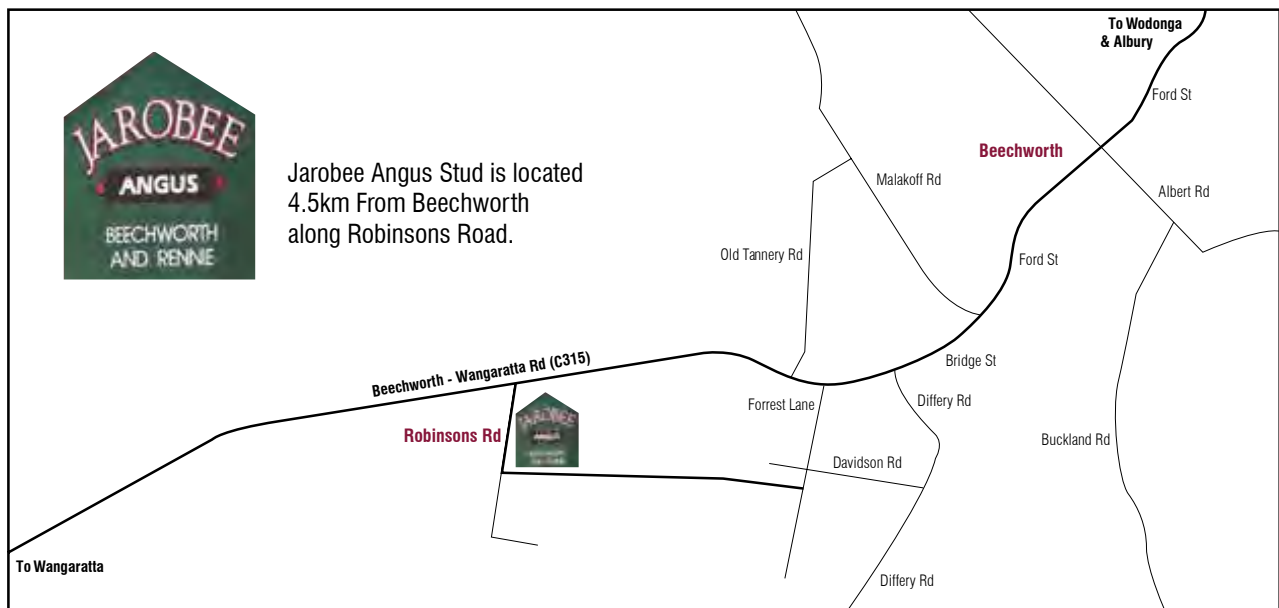 To Wodonga
& Albury
Ford St
JAROBEE
ANGUS
BEECHWORTH
AND RENNIE
Jarobee Angus Stud is located
4.5km From Beechworth
along Robinsons Road.
Beechworth
Malakoff Rd
Albert Rd
Old Tannery Rd
Ford St
Bridge St
Beechworth - Wangaratta Rd (C315)
Forrest Lane
Differy Rd
JAROBEE
ANGUS
Robinsons Rd
Buckland Rd
Davidson Rd
To Wangaratta
Differy Rd